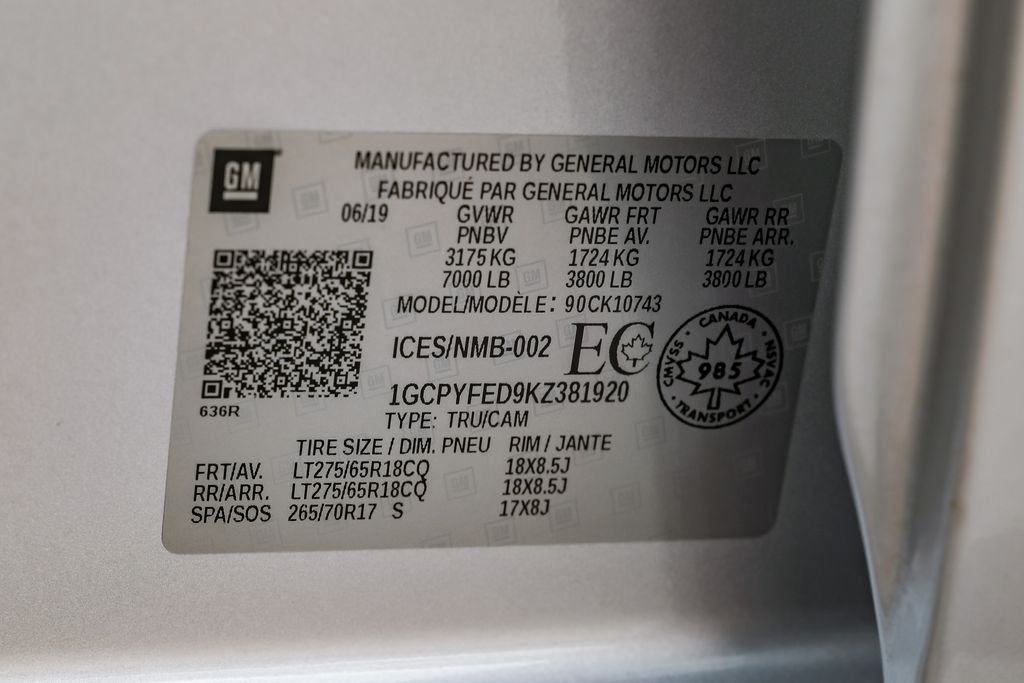 GM
MANUFACTURED BY GENERAL MOTORS LLC
FABRIQUÉ PAR GENERAL MOTORS LLC
06/19 GVWR GAWR FRT GAWR RR
PNBV PNBE AV. PNBE ARR.
3175 KG 1724 KG 1724 KG
7000 LB 3800 LB 3800 LB
MODEL/MODÈLE: 90CK10743
ICES/NMB-002 EC
CANADA
CMVSS 985 NSVAC
TRANSPORT
1GCPYFED9KZ381920
636R
TYPE: TRU/CAM
TIRE SIZE / DIM. PNEU RIM / JANTE
FRT/AV. LT275/65R18CQ 18X8.5J
RR/ARR. LT275/65R18CQ 18X8.5J
SPA/SOS 265/70R17 S 17X8J